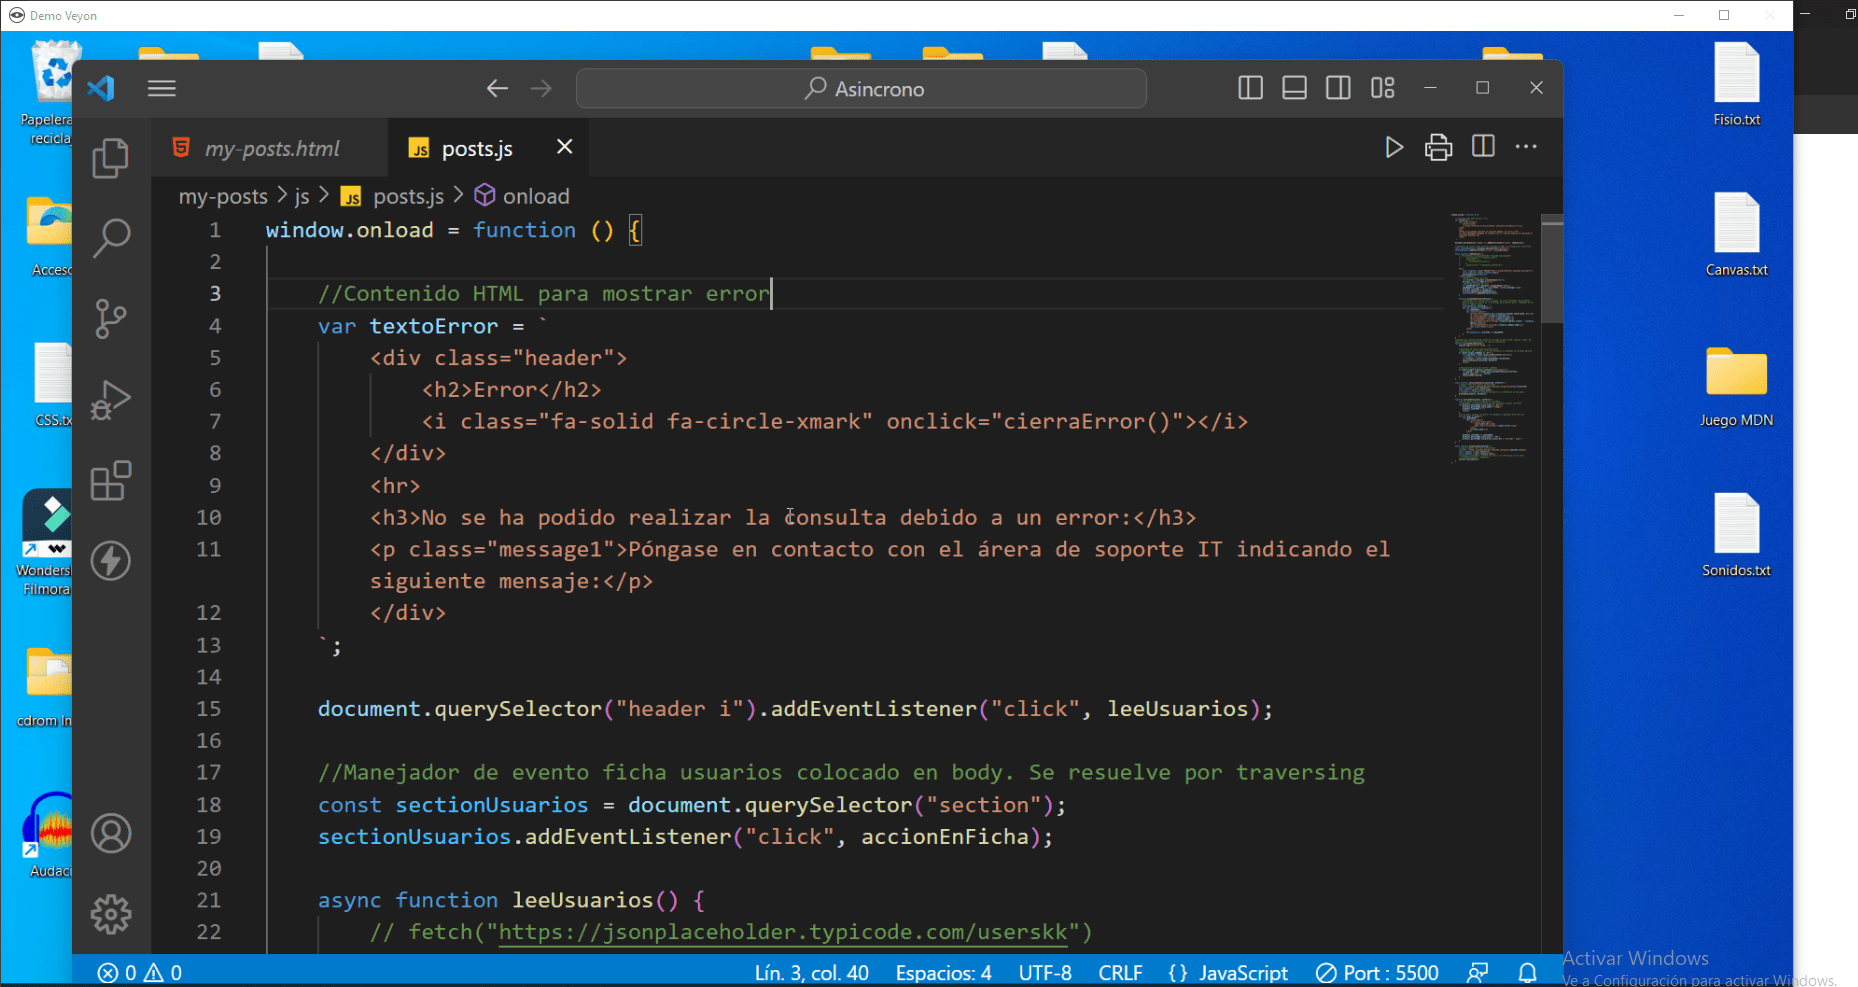 Demo Veyon
Asincrono
my-posts.html
posts.js
my-posts > js > JS posts.js > onload
1 window.onload = function () {
2
3 //Contenido HTML para mostrar error
4 var textoError = `
5 <div class="header">
6 <h2>Error</h2>
7 <i class="fa-solid fa-circle-xmark" onclick="cierraError()"></i>
8 </div>
9 <hr>
10 <h3>No se ha podido realizar la consulta debido a un error:</h3>
11 <p class="message1">Póngase en contacto con el árera de soporte IT indicando el
siguiente mensaje:</p>
12 </div>
13 `;
14
15 document.querySelector("header i").addEventListener("click", leeUsuarios);
16
17 //Manejador de evento ficha usuarios colocado en body. Se resuelve por traversing
18 const sectionUsuarios = document.querySelector("section");
19 sectionUsuarios.addEventListener("click", accionEnFicha);
20
21 async function leeUsuarios() {
22 // fetch("https://jsonplaceholder.typicode.com/userskk")
0 0
Lín. 3, col. 40 Espacios: 4 UTF-8 CRLF {} JavaScript Port : 5500
Papelera
recicla
Acceso
CSS.tx
Wonders
Filmora
cdrom In
Audaci
Fisio.txt
Canvas.txt
Juego MDN
Sonidos.txt
Activar Windows
Ve a Configuración para activar Windows.